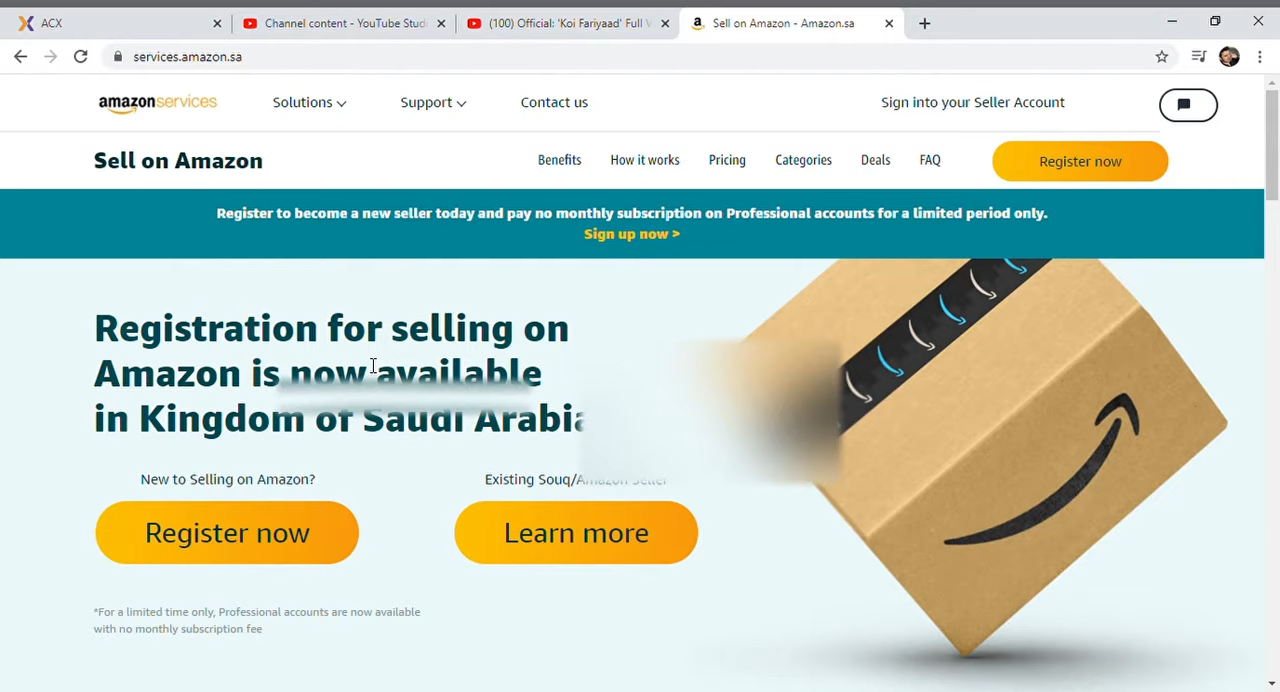 ACX
Channel content - YouTube Stud
(100) Official: 'Koi Fariyaad' Full V
Sell on Amazon - Amazon.sa
services.amazon.sa
amazonservices
Solutions
Support
Contact us
Sign into your Seller Account
Sell on Amazon
Benefits
How it works
Pricing
Categories
Deals
FAQ
Register now
Register to become a new seller today and pay no monthly subscription on Professional accounts for a limited period only.
Sign up now >
Registration for selling on
Amazon is now available
in Kingdom of Saudi Arabia
New to Selling on Amazon?
Existing Souq/Amazon Seller
Register now
Learn more
*For a limited time only, Professional accounts are now available
with no monthly subscription fee